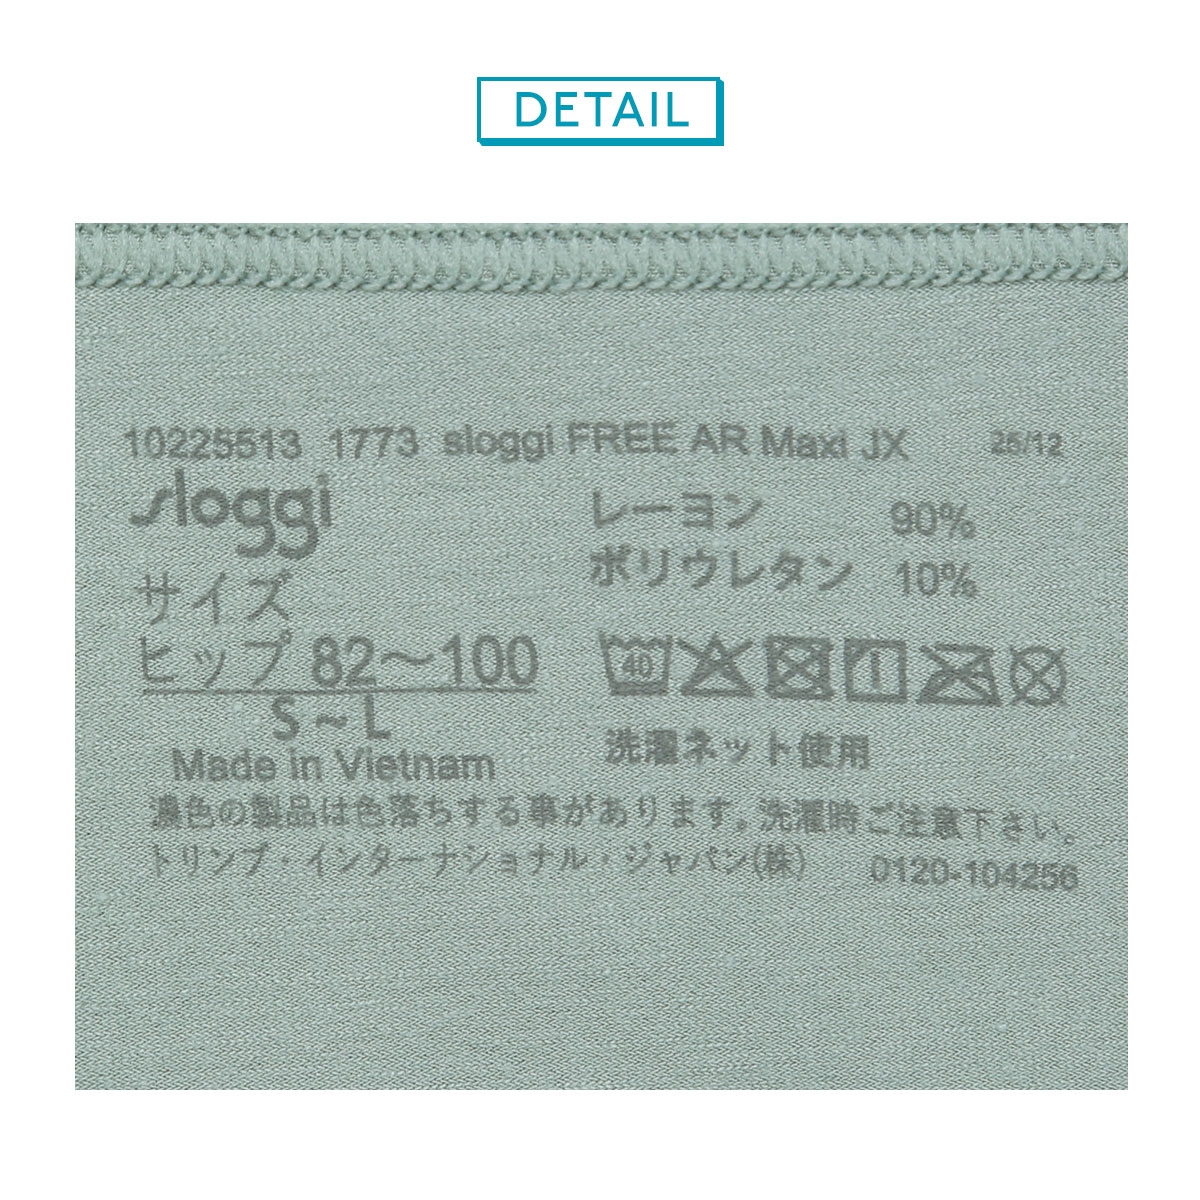 DETAIL
10225513 1773 sloggi FREE AR Maxi JX 25/12
sloggi
レーヨン 90%
ポリウレタン 10%
サイズ
ヒップ 82〜100
S~L
40
洗濯ネット使用
Made in Vietnam
濃色の製品は色落ちする事があります。洗濯時ご注意下さい。
トリンプ・インターナショナル・ジャパン(株) 0120-104256